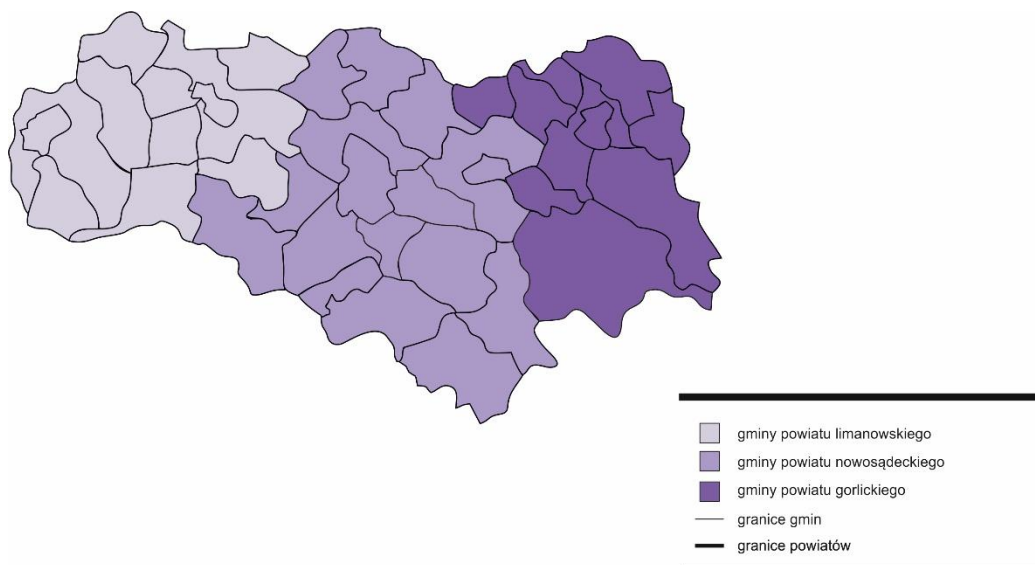 gminy powiatu limanowskiego
gminy powiatu nowosądeckiego
gminy powiatu gorlickiego
granice gmin
granice powiatów